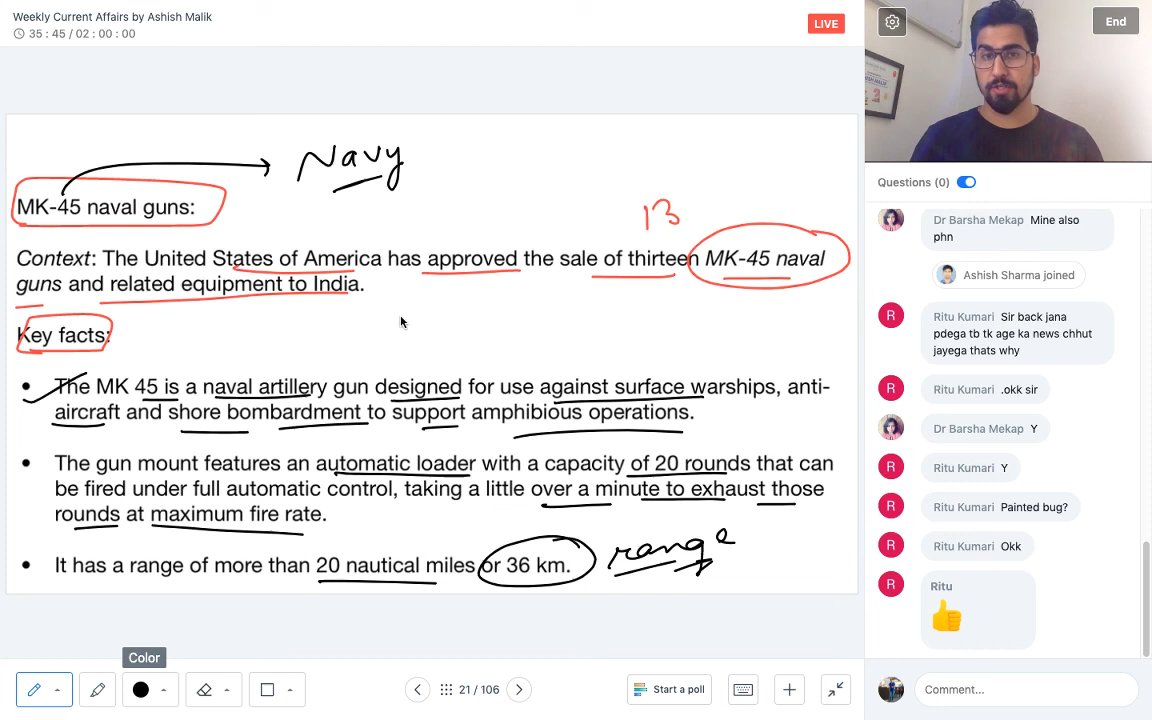 Weekly Current Affairs by Ashish Malik
35 : 45 / 02 : 00 : 00
LIVE
End
Navy
MK-45 naval guns:
13
Context: The United States of America has approved the sale of thirteen MK-45 naval
guns and related equipment to India.
Key facts:
• The MK 45 is a naval artillery gun designed for use against surface warships, anti-
aircraft and shore bombardment to support amphibious operations.
• The gun mount features an automatic loader with a capacity of 20 rounds that can
be fired under full automatic control, taking a little over a minute to exhaust those
rounds at maximum fire rate.
range
• It has a range of more than 20 nautical miles or 36 km.
Color
21 / 106
Start a poll
Questions (0)
Dr Barsha Mekap Mine also
phn
Ashish Sharma joined
R
Ritu Kumari Sir back jana
pdega tb tk age ka news chhut
jayega thats why
R
Ritu Kumari .okk sir
Dr Barsha Mekap Y
R
Ritu Kumari Y
R
Ritu Kumari Painted bug?
R
Ritu Kumari Okk
R
Ritu
Comment...